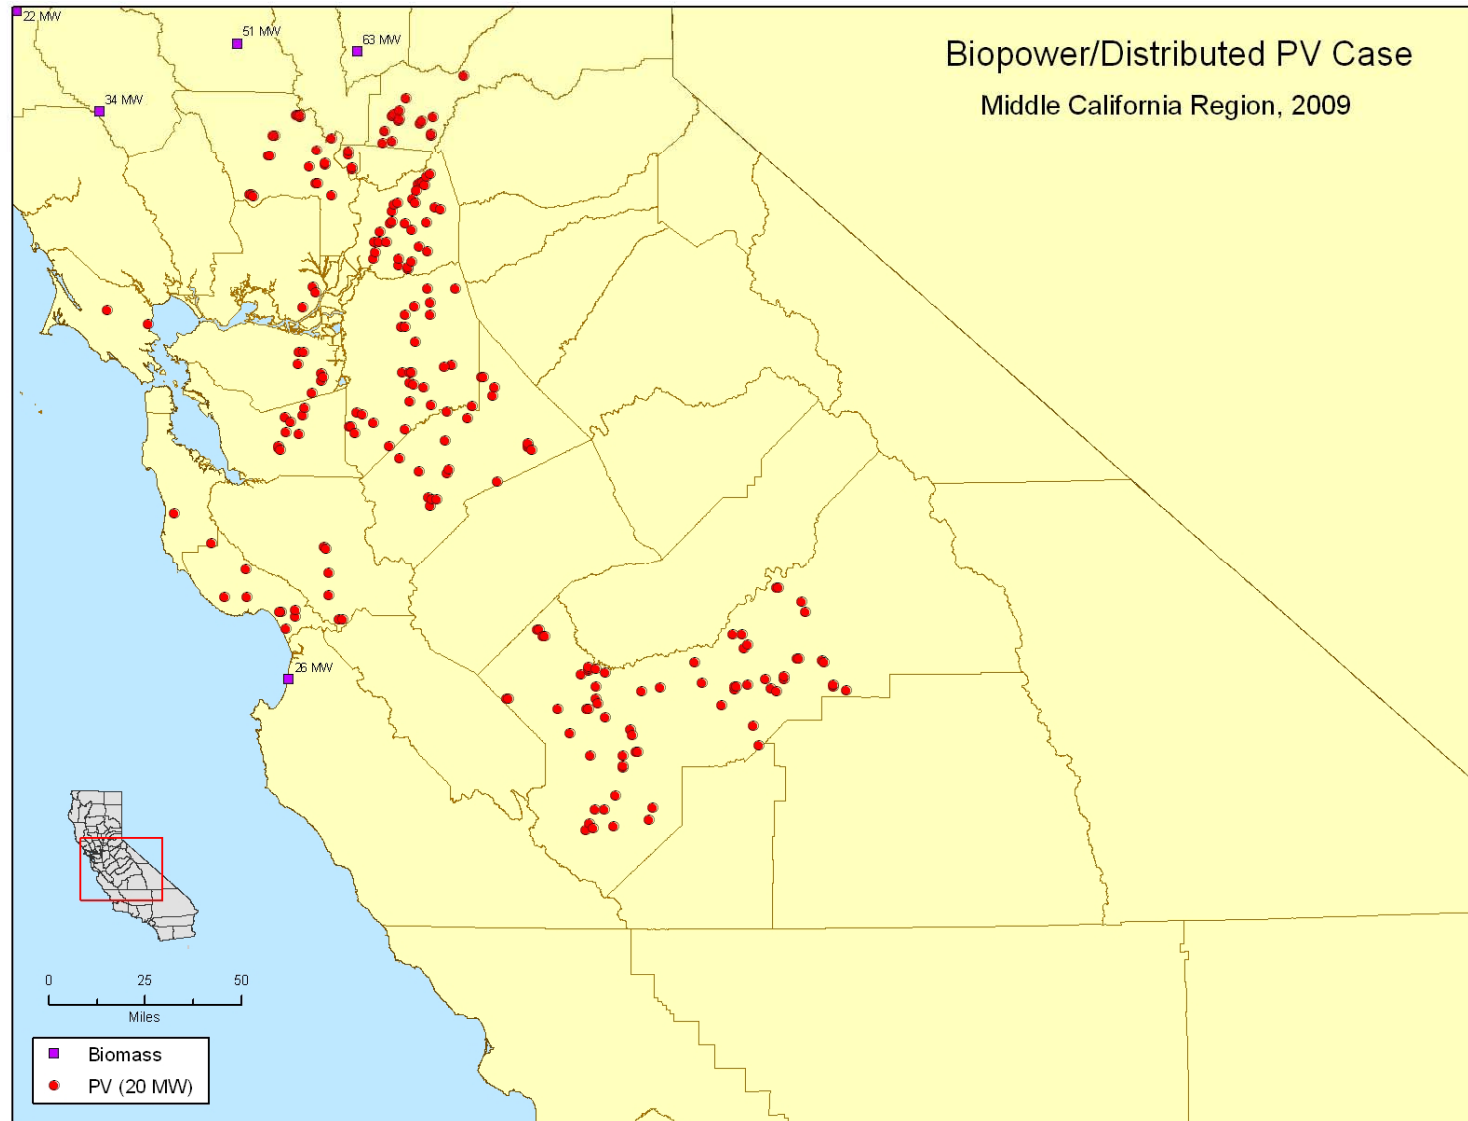 22 MW
51 MW
63 MW
Biopower/Distributed PV Case
Middle California Region, 2009
34 MW
26 MW
0 25 50
Miles
Biomass
PV (20 MW)